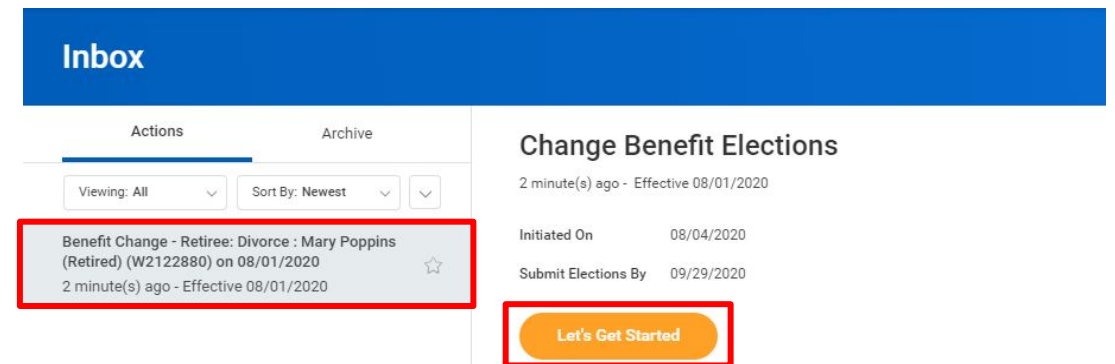 Inbox
Actions
Archive
Viewing: All
Sort By: Newest
Benefit Change - Retiree: Divorce : Mary Poppins
(Retired) (W2122880) on 08/01/2020
2 minute(s) ago - Effective 08/01/2020
Change Benefit Elections
2 minute(s) ago - Effective 08/01/2020
Initiated On 08/04/2020
Submit Elections By 09/29/2020
Let's Get Started